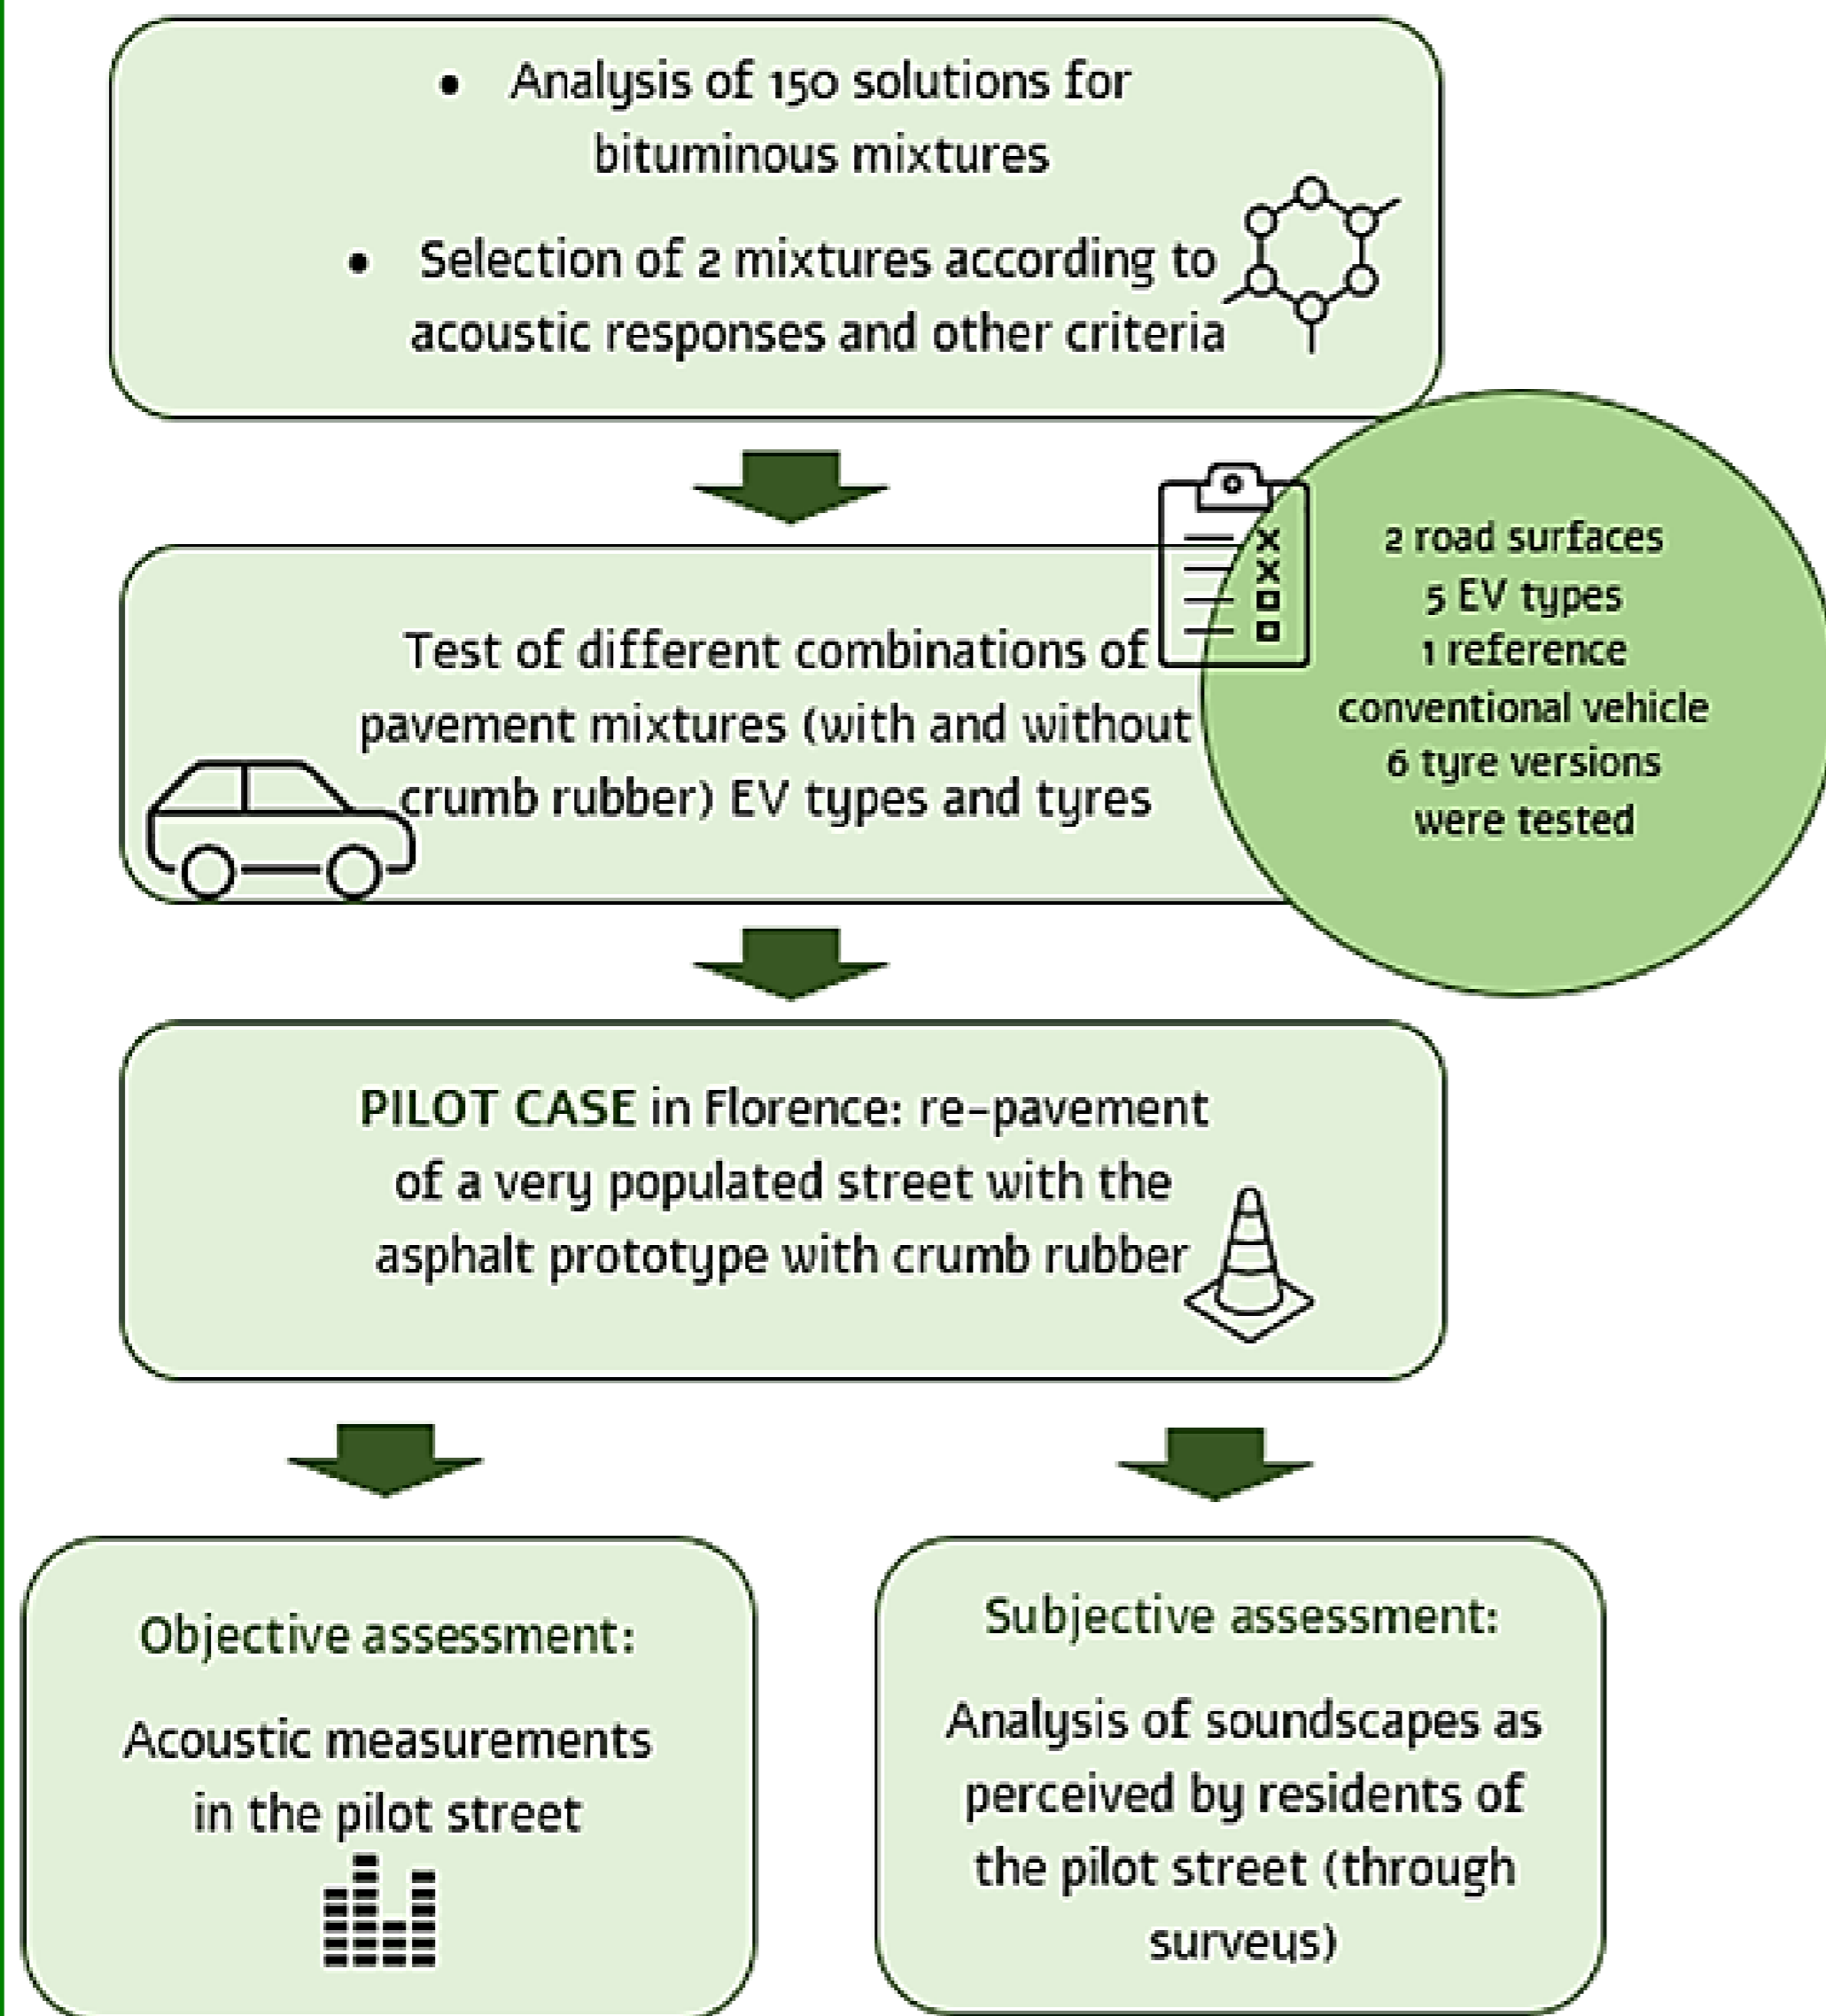 • Analysis of 150 solutions for
bituminous mixtures
• Selection of 2 mixtures according to
acoustic responses and other criteria
Test of different combinations of
pavement mixtures (with and without
crumb rubber) EV types and tyres
2 road surfaces
5 EV types
1 reference
conventional vehicle
6 tyre versions
were tested
PILOT CASE in Florence: re-pavement
of a very populated street with the
asphalt prototype with crumb rubber
Objective assessment:
Acoustic measurements
in the pilot street
Subjective assessment:
Analysis of soundscapes as
perceived by residents of
the pilot street (through
surveys)